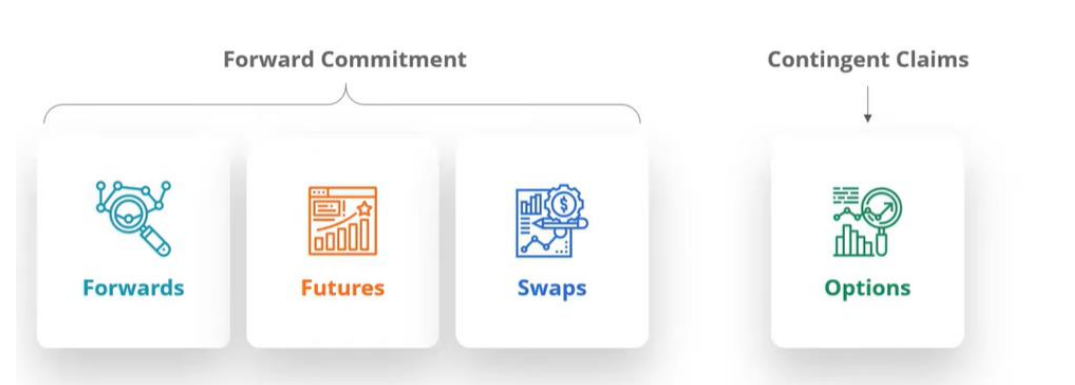 Forward Commitment
Contingent Claims
Forwards
Futures
Swaps
Options